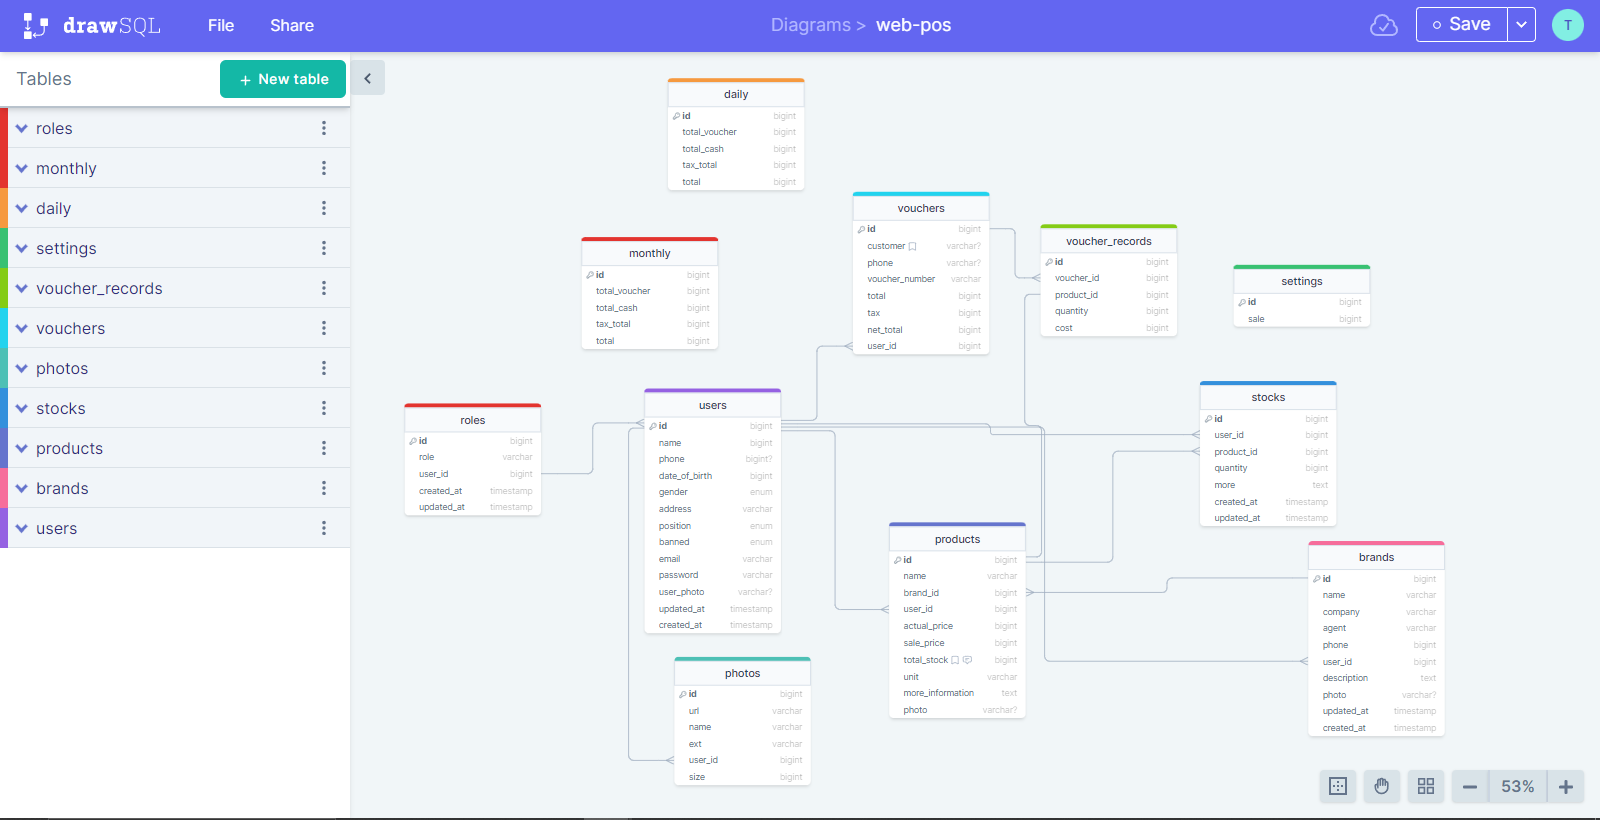 drawSQL
File
Share
Diagrams > web-pos
Save
T
Tables
+ New table
roles
monthly
daily
settings
voucher_records
vouchers
photos
stocks
products
brands
users
daily
id bigint
total_voucher bigint
total_cash bigint
tax_total bigint
total bigint
monthly
id bigint
total_voucher bigint
total_cash bigint
tax_total bigint
total bigint
vouchers
id bigint
customer varchar?
phone varchar?
voucher_number varchar
total bigint
tax bigint
net_total bigint
user_id bigint
voucher_records
id bigint
voucher_id bigint
product_id bigint
quantity bigint
cost bigint
settings
id bigint
sale bigint
roles
id bigint
role varchar
user_id bigint
created_at timestamp
updated_at timestamp
users
id bigint
name bigint
phone bigint?
date_of_birth bigint
gender enum
address varchar
position enum
banned enum
email varchar
password varchar
user_photo varchar?
updated_at timestamp
created_at timestamp
stocks
id bigint
user_id bigint
product_id bigint
quantity bigint
more text
created_at timestamp
updated_at timestamp
products
id bigint
name varchar
brand_id bigint
user_id bigint
actual_price bigint
sale_price bigint
total_stock bigint
unit varchar
more_information text
photo varchar?
brands
id bigint
name varchar
company varchar
agent varchar
phone bigint
user_id bigint
description text
photo varchar?
updated_at timestamp
created_at timestamp
photos
id bigint
url varchar
name varchar
ext varchar
user_id bigint
size bigint
53%